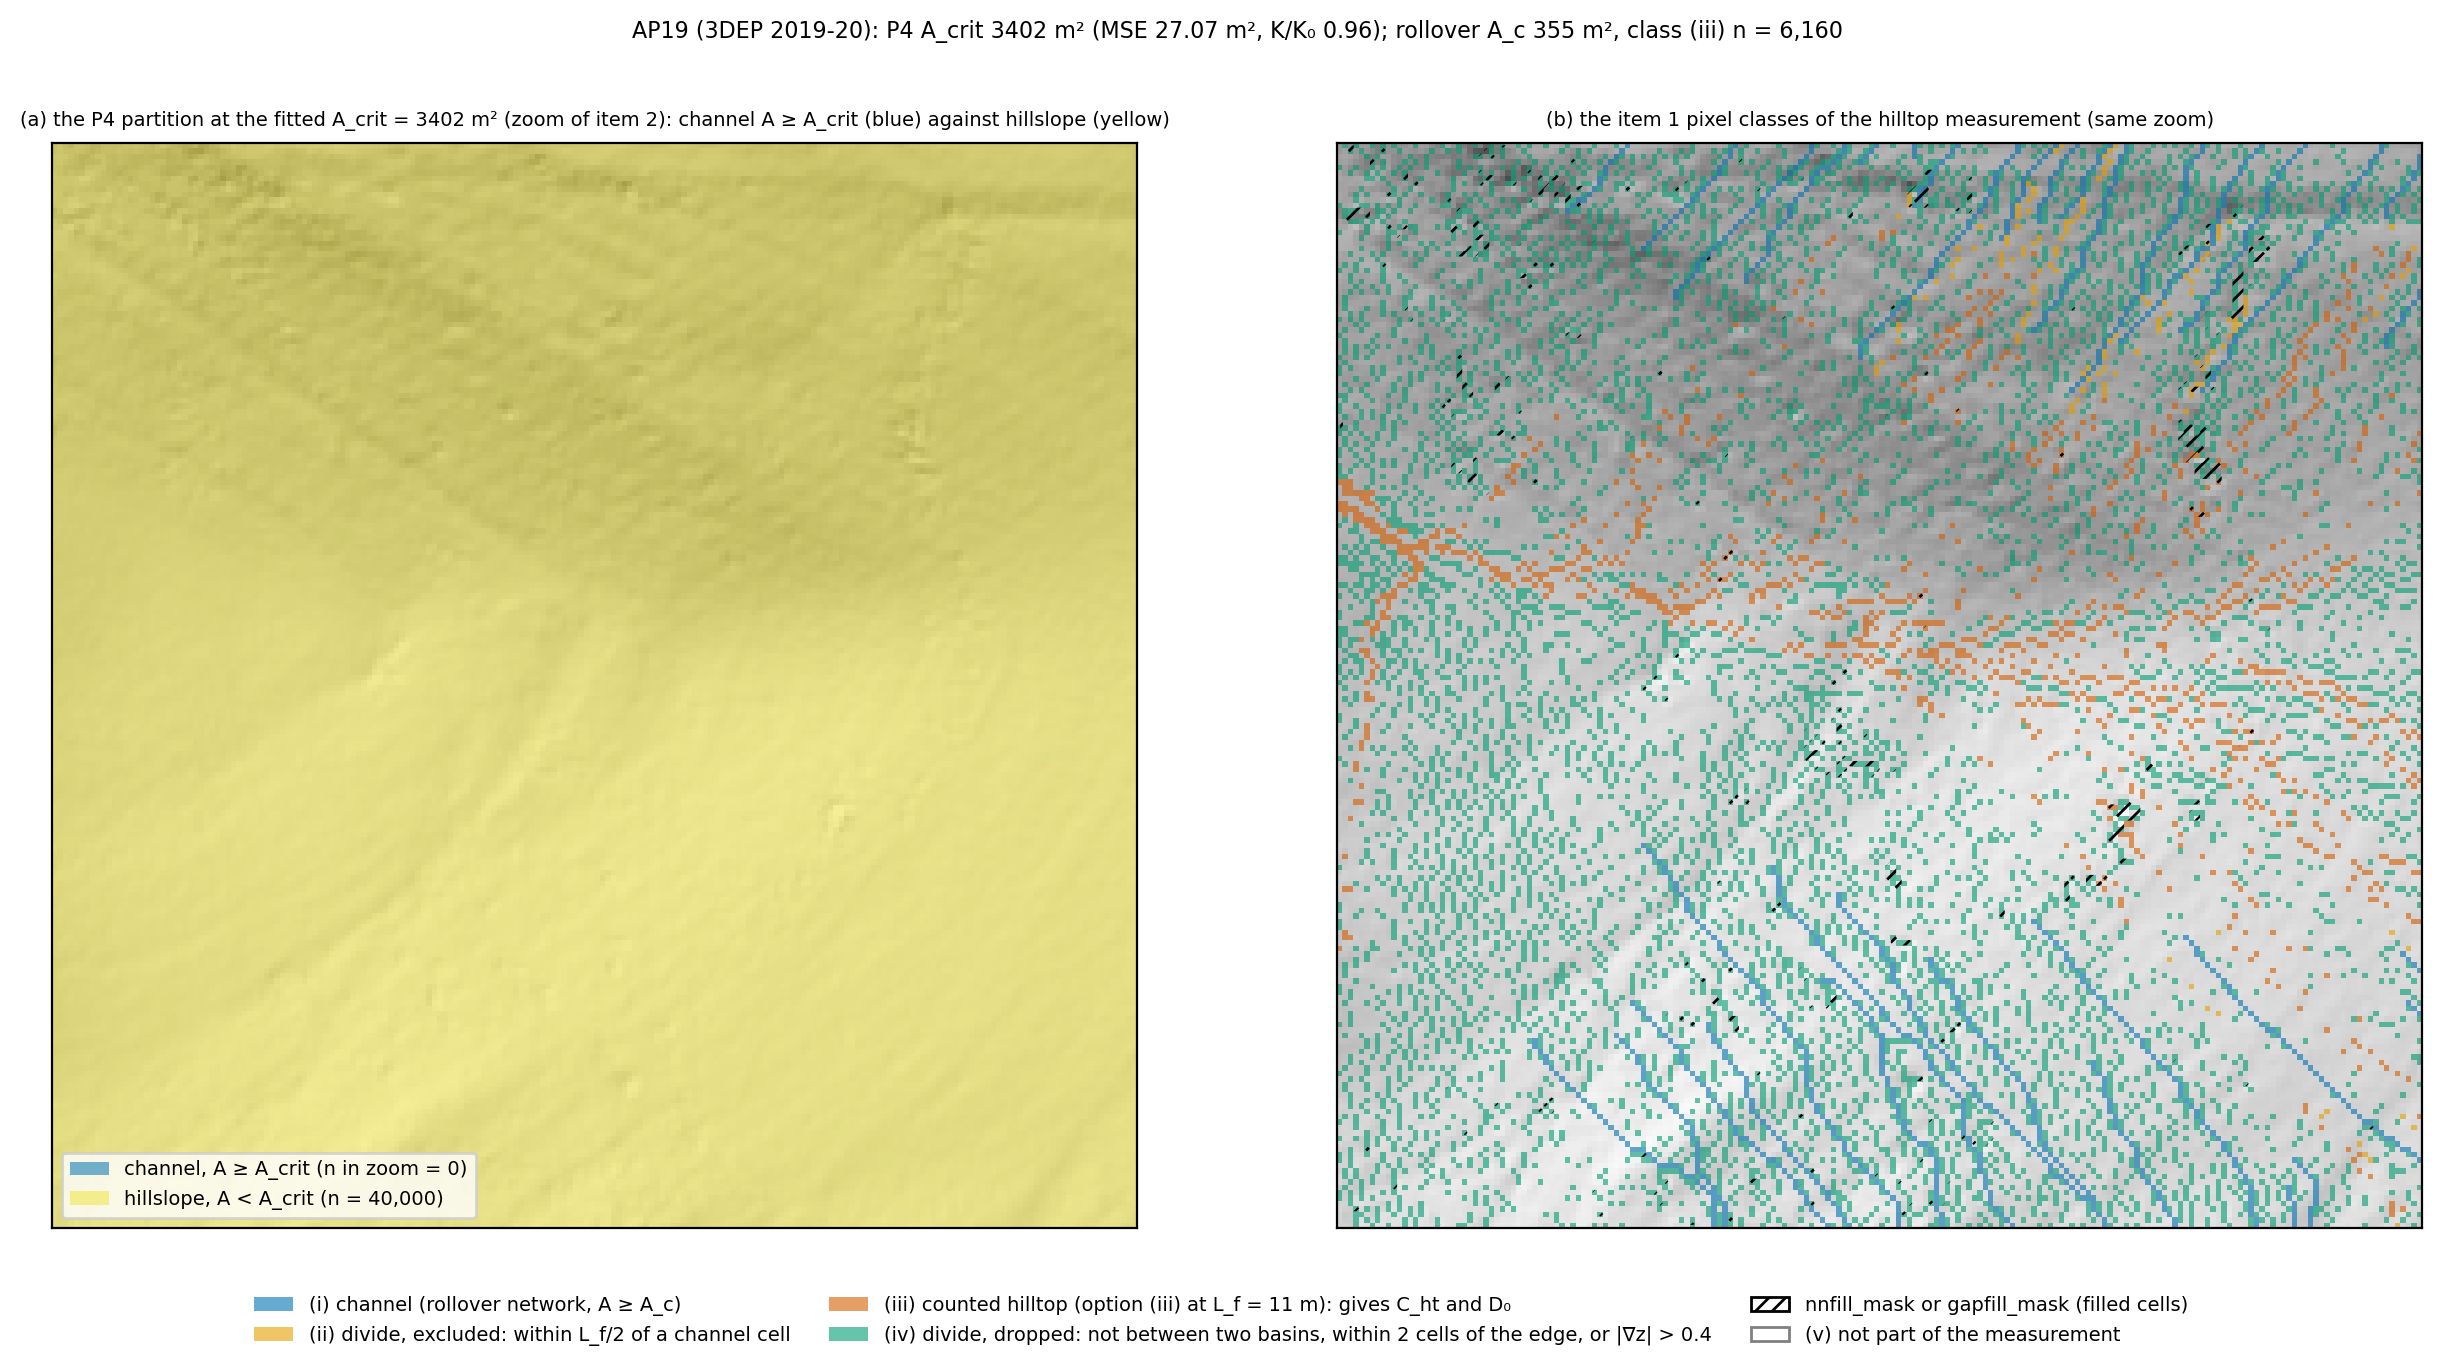 AP19 (3DEP 2019-20): P4 A_crit 3402 m² (MSE 27.07 m², K/K₀ 0.96); rollover A_c 355 m², class (iii) n = 6,160
(a) the P4 partition at the fitted A_crit = 3402 m² (zoom of item 2): channel A ≥ A_crit (blue) against hillslope (yellow)
(b) the item 1 pixel classes of the hilltop measurement (same zoom)
channel, A ≥ A_crit (n in zoom = 0)
hillslope, A < A_crit (n = 40,000)
(i) channel (rollover network, A ≥ A_c)
(ii) divide, excluded: within L_f/2 of a channel cell
(iii) counted hilltop (option (iii) at L_f = 11 m): gives C_ht and D₀
(iv) divide, dropped: not between two basins, within 2 cells of the edge, or |∇z| > 0.4
nnfill_mask or gapfill_mask (filled cells)
(v) not part of the measurement